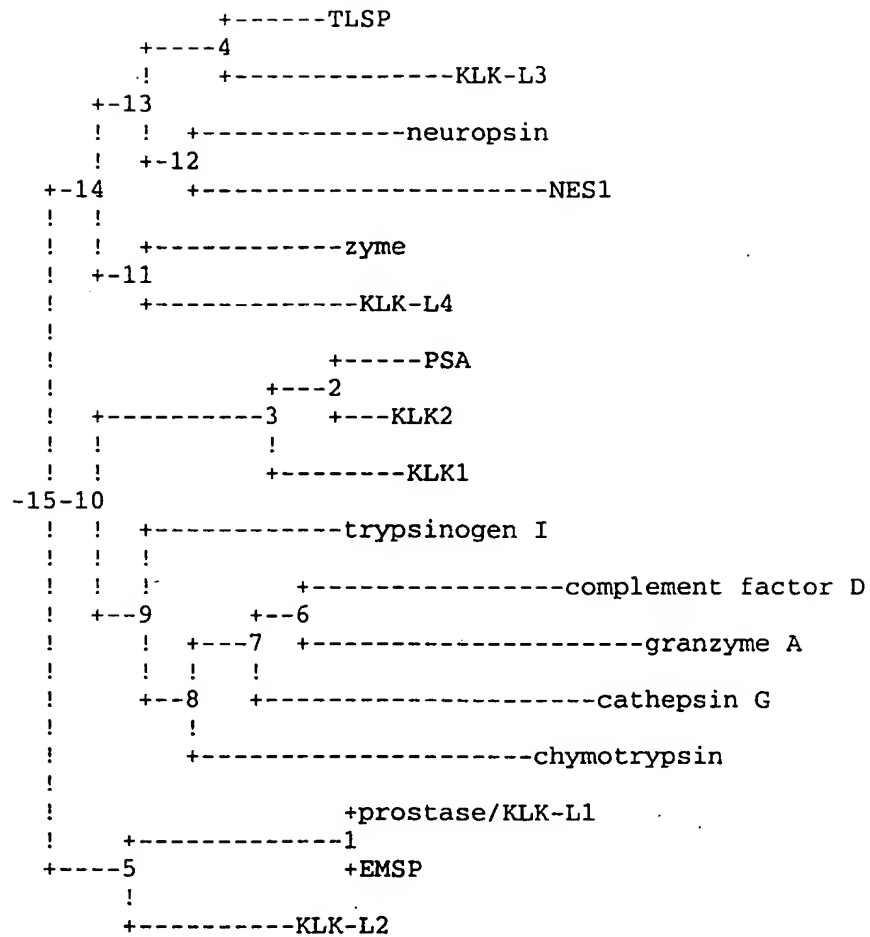 +------TLSP
+----4
! +--------------KLK-L3
+-13
! ! +-------------neuropsin
! +-12
+-14 +----------------------NES1
! !
! ! +------------zyme
! +-11
! +-------------KLK-L4
!
! +-----PSA
! +---2
! +----------3 +---KLK2
! ! !
! ! +--------KLK1
-15-10
! ! +------------trypsinogen I
! ! !
! ! ! +----------------complement factor D
! +--9 +--6
! ! +---7 +---------------------granzyme A
! ! ! !
! +--8 +---------------------cathepsin G
! !
! +---------------------chymotrypsin
!
! +prostase/KLK-L1
! +-------------1
+----5 +EMSP
!
+----------KLK-L2